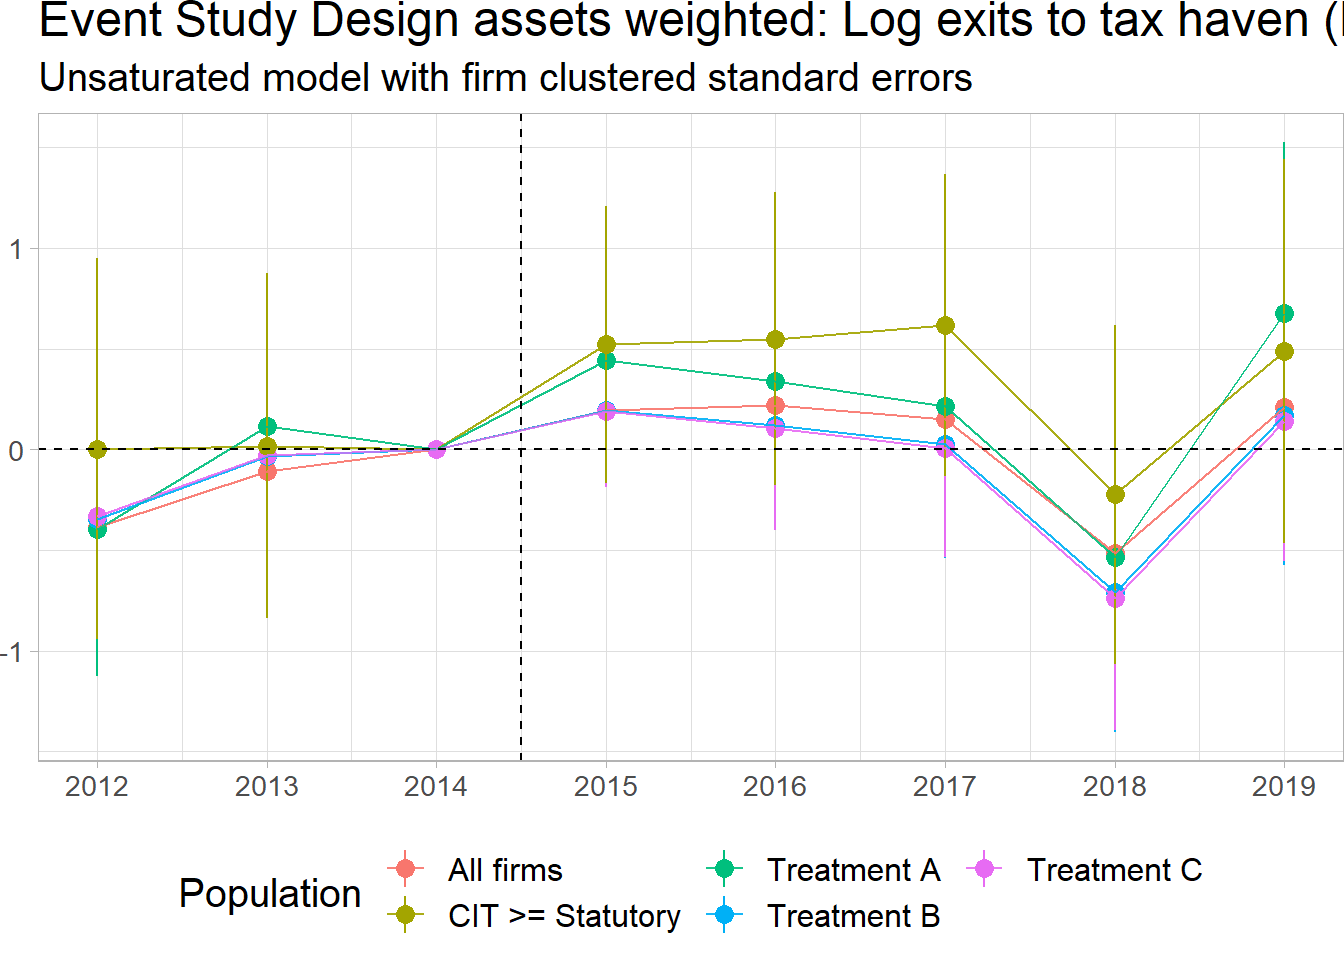 Event Study Design assets weighted: Log exits to tax haven (
Unsaturated model with firm clustered standard errors
1
0
-1
2012 2013 2014 2015 2016 2017 2018 2019
Population
All firms Treatment A Treatment C
CIT >= Statutory Treatment B